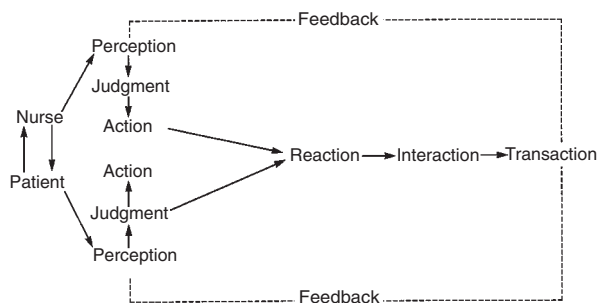 Feedback
Perception
Judgment
Nurse
Action
Reaction Interaction Transaction
Action
Patient
Judgment
Perception
Feedback